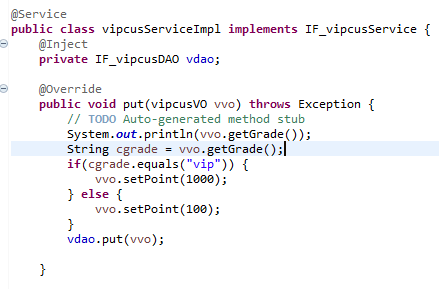 @Service
public class vipcusServiceImpl implements IF_vipcusService {
    @Inject
    private IF_vipcusDAO vdao;
    @Override
    public void put(vipcusVO vvo) throws Exception {
        // TODO Auto-generated method stub
        System.out.println(vvo.getGrade());
        String cgrade = vvo.getGrade();
        if(cgrade.equals("vip")) {
            vvo.setPoint(1000);
        } else {
            vvo.setPoint(100);
        }
        vdao.put(vvo);
    }